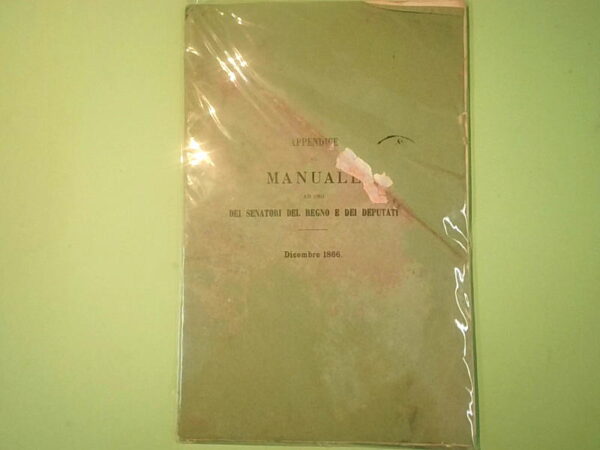 APPENDICE
MANUALE
AD USO
DEI SENATORI DEL REGNO E DEI DEPUTATI
Dicembre 1866.